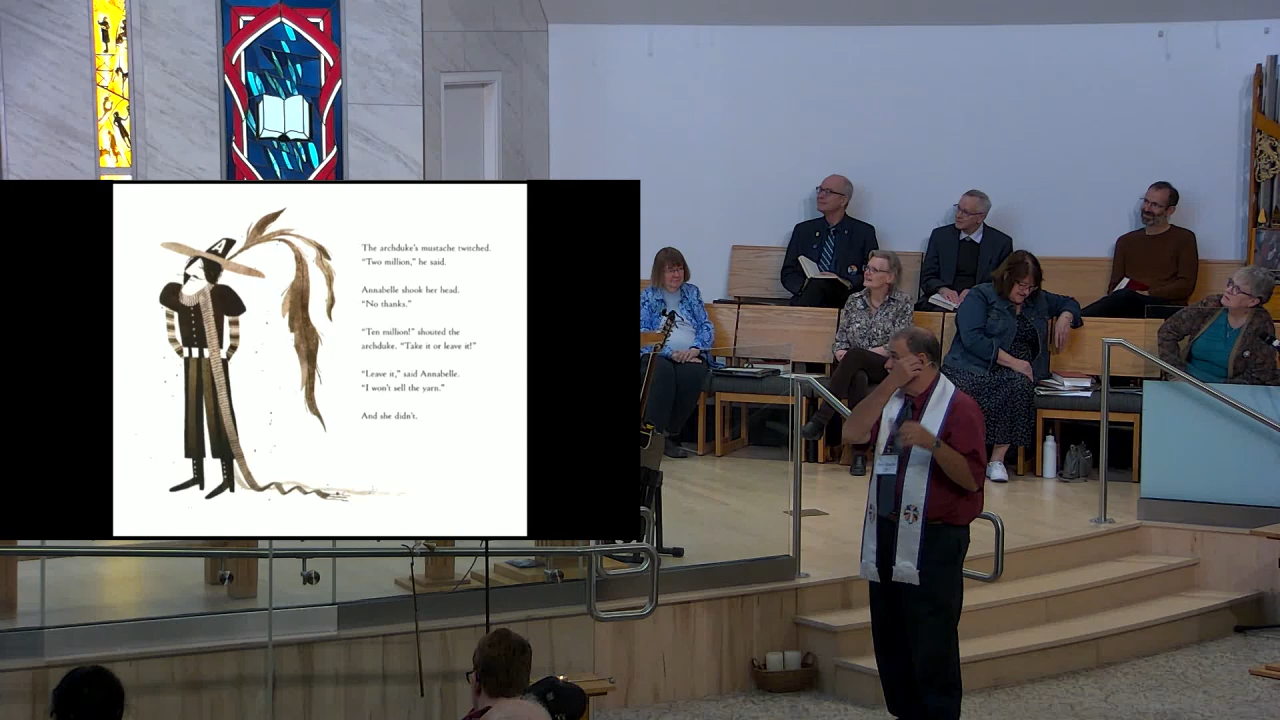 A
The archduke's mustache twitched.
"Two million," he said.
Annabelle shook her head.
"No thanks."
"Ten million!" shouted the
archduke. "Take it or leave it!"
"Leave it," said Annabelle.
"I won't sell the yarn."
And she didn't.